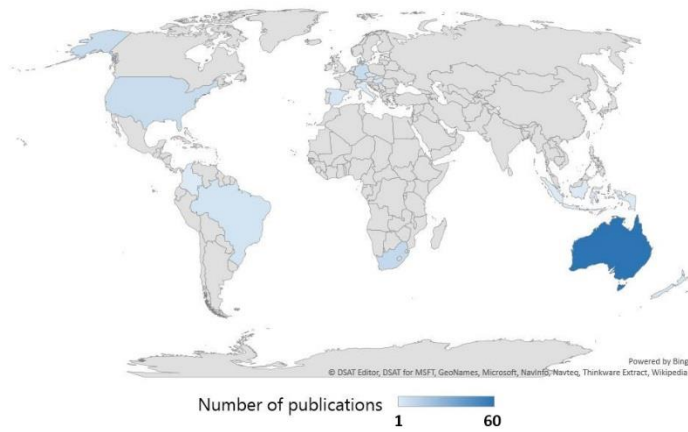 Powered by Bing
© DSAT Editor, DSAT for MSFT, GeoNames, Microsoft, NavInfo, Navteq, Thinkware Extract, Wikipedia
Number of publications
1 60